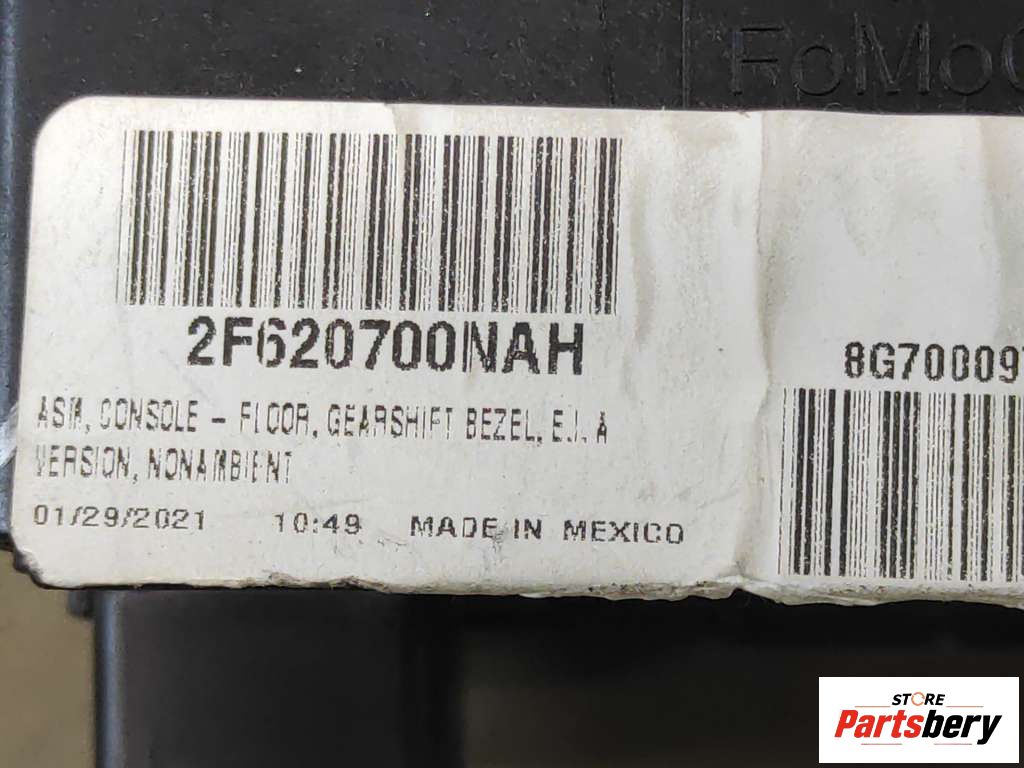 FoMoC
2F620700NAH
8G70009
ASM, CONSOLE - FLOOR, GEARSHIFT BEZEL, E.J. A
VERSION, NONAMBIENT
01/29/2021 10:49 MADE IN MEXICO
STORE
Partsbery